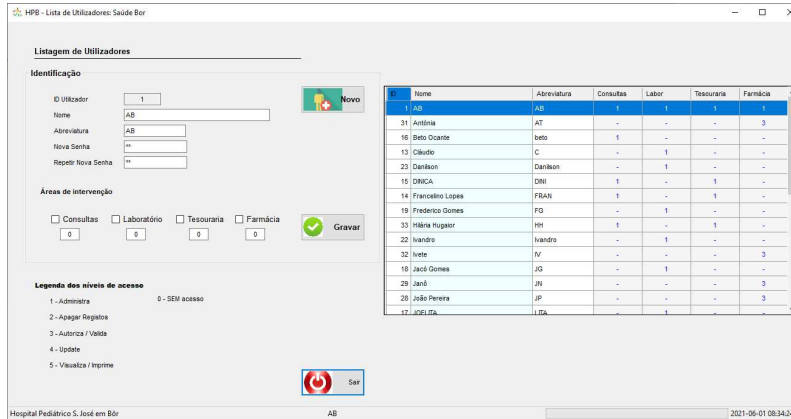 HPB - Lista de Utilizadores: Saúde Bor
Listagem de Utilizadores
Identificação
ID Utilizador 1
Nome AB
Abreviatura AB
Nova Senha **
Repetir Nova Senha **
Novo
Áreas de intervenção
Consultas Laboratório Tesouraria Farmácia
0 0 0 0
Gravar
Legenda dos níveis de acesso
1 - Administra 0 - SEM acesso
2 - Apagar Registos
3 - Autoriza / Valida
4 - Update
5 - Visualiza / Imprime
Sair
ID Nome Abreviatura Consultas Labor Tesouraria Farmácia
1 AB AB 1 1 1 1
31 Antónia AT - - - 3
16 Beto Ocante beto 1 - - -
13 Cláudio C - 1 - -
23 Danilson Danilson - 1 - -
15 DINICA DINI 1 - 1 -
14 Francelino Lopes FRAN 1 - 1 -
19 Frederico Gomes FG - 1 - -
33 Hilária Hugaior HH 1 - 1 -
22 Ivandro Ivandro - 1 - -
32 Ivete IV - - - 3
18 Jacó Gomes JG - 1 - -
29 Janô JN - - - 3
28 João Pereira JP - - - 3
17 JOELITA LITA - 1 - -
Hospital Pediátrico S. José em Bôr AB 2021-06-01 08:34:2